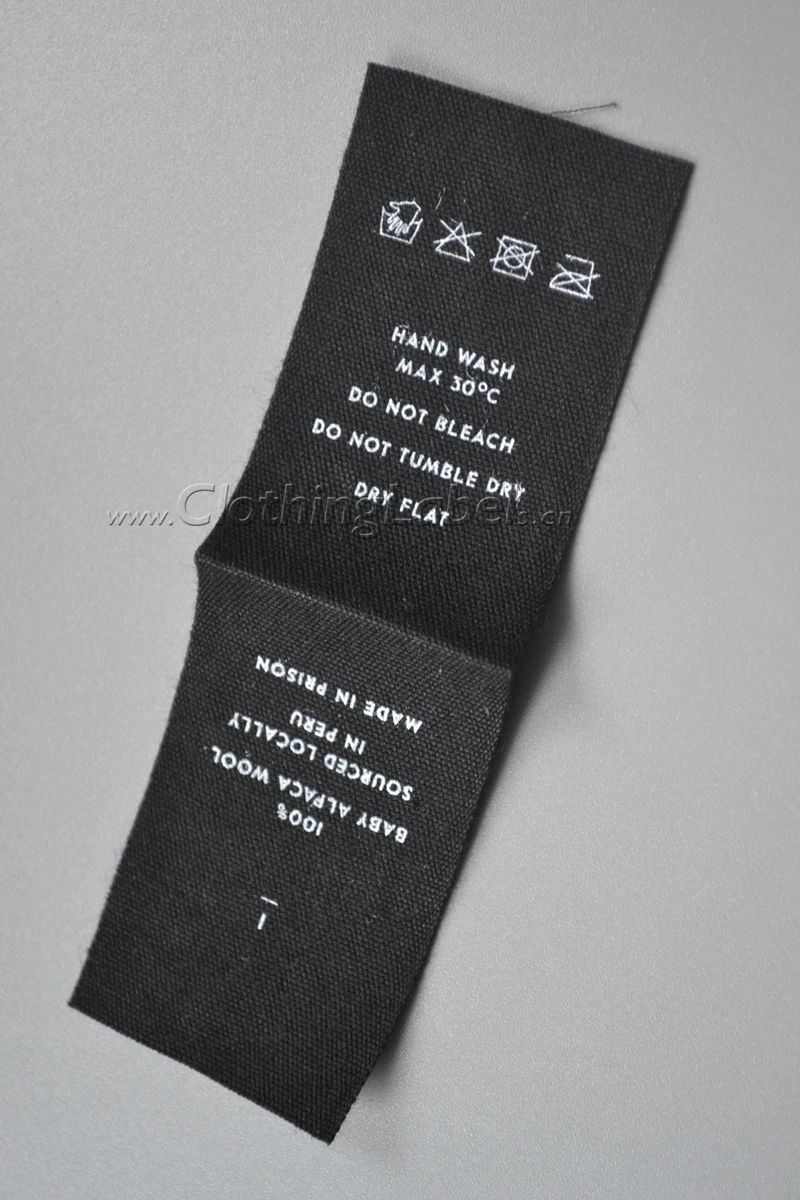 HAND WASH
MAX 30°C
DO NOT BLEACH
DO NOT TUMBLE DRY
DRY FLAT
www.ClothingLabels.cn
1
100%
BABY ALPACA WOOL
SOURCED LOCALLY
IN PERU
MADE IN PRISON